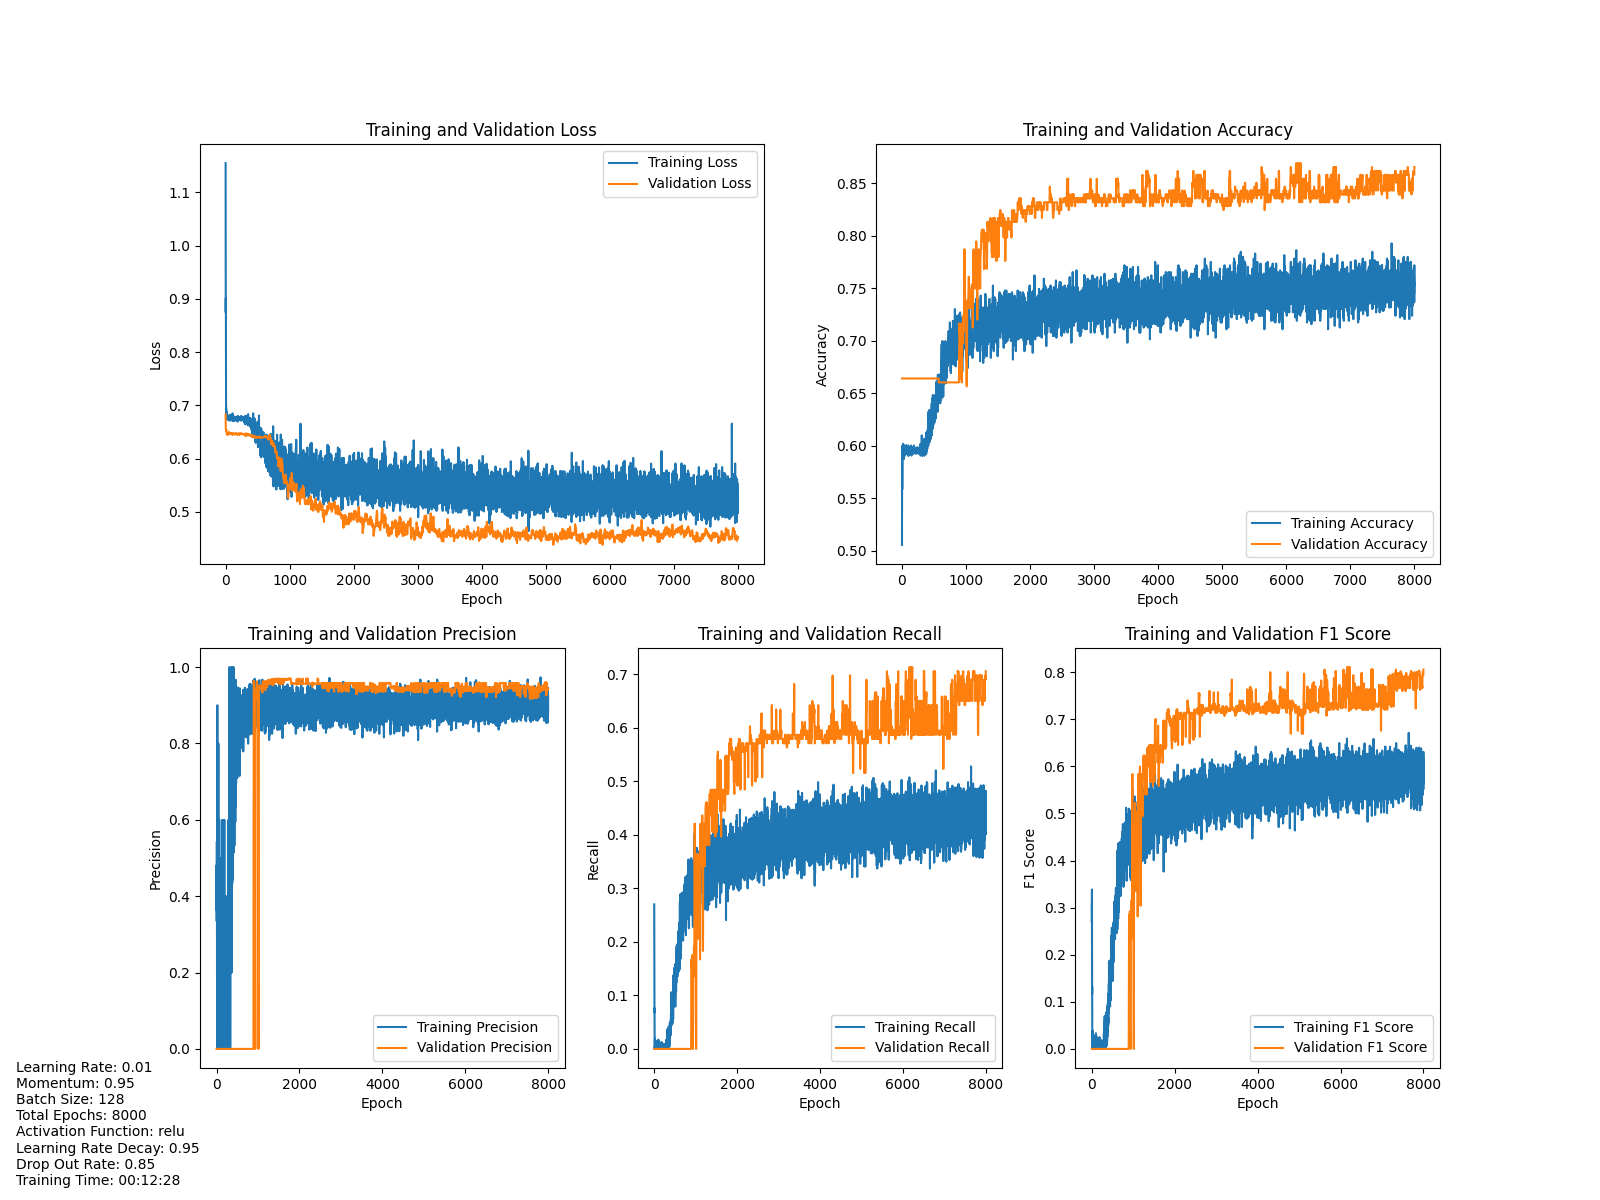 Training and Validation Loss
Training Loss
Validation Loss
1.1
1.0
0.9
0.8
0.7
0.6
0.5
Loss
0 1000 2000 3000 4000 5000 6000 7000 8000
Epoch
Training and Validation Accuracy
0.85
0.80
0.75
0.70
0.65
0.60
0.55
0.50
Accuracy
Training Accuracy
Validation Accuracy
0 1000 2000 3000 4000 5000 6000 7000 8000
Epoch
Training and Validation Precision
1.0
0.8
0.6
0.4
0.2
0.0
Precision
Training Precision
Validation Precision
0 2000 4000 6000 8000
Epoch
Training and Validation Recall
0.7
0.6
0.5
0.4
0.3
0.2
0.1
0.0
Recall
Training Recall
Validation Recall
0 2000 4000 6000 8000
Epoch
Training and Validation F1 Score
0.8
0.7
0.6
0.5
0.4
0.3
0.2
0.1
0.0
F1 Score
Training F1 Score
Validation F1 Score
0 2000 4000 6000 8000
Epoch
Learning Rate: 0.01
Momentum: 0.95
Batch Size: 128
Total Epochs: 8000
Activation Function: relu
Learning Rate Decay: 0.95
Drop Out Rate: 0.85
Training Time: 00:12:28